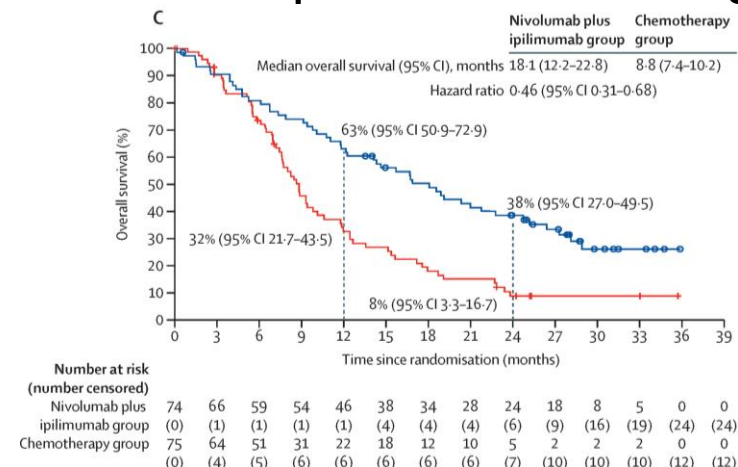 C
Nivolumab plus ipilimumab group
Chemotherapy group
Median overall survival (95% CI), months 18·1 (12·2–22·8) 8·8 (7·4–10·2)
Hazard ratio 0·46 (95% CI 0·31–0·68)
Overall survival (%)
100
90
80
70
60
50
40
30
20
10
0
63% (95% CI 50·9–72·9)
38% (95% CI 27·0–49·5)
32% (95% CI 21·7–43·5)
8% (95% CI 3·3–16·7)
0 3 6 9 12 15 18 21 24 27 30 33 36 39
Time since randomisation (months)
Number at risk
(number censored)
Nivolumab plus 74 66 59 54 46 38 34 28 24 18 8 5 0 0
ipilimumab group (0) (1) (1) (1) (1) (4) (4) (4) (6) (9) (16) (19) (24) (24)
Chemotherapy group 75 64 51 31 22 18 12 10 5 2 2 2 0 0
(0) (4) (5) (6) (6) (6) (6) (6) (7) (10) (10) (10) (12) (12)